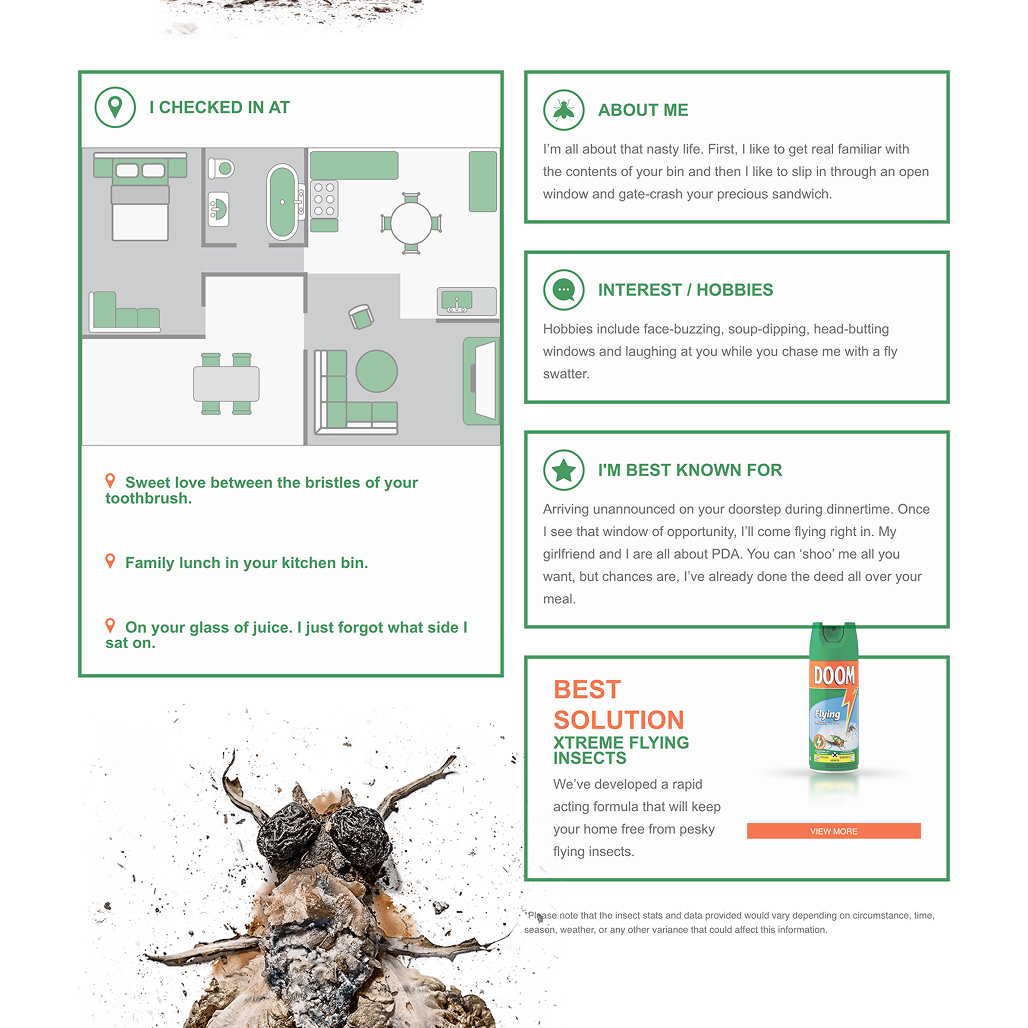 I CHECKED IN AT
Sweet love between the bristles of your
toothbrush.
Family lunch in your kitchen bin.
On your glass of juice. I just forgot what side I
sat on.
ABOUT ME
I'm all about that nasty life. First, I like to get real familiar with
the contents of your bin and then I like to slip in through an open
window and gate-crash your precious sandwich.
INTEREST / HOBBIES
Hobbies include face-buzzing, soup-dipping, head-butting
windows and laughing at you while you chase me with a fly
swatter.
I'M BEST KNOWN FOR
Arriving unannounced on your doorstep during dinnertime. Once
I see that window of opportunity, I'll come flying right in. My
girlfriend and I are all about PDA. You can ‘shoo’ me all you
want, but chances are, I've already done the deed all over your
meal.
BEST
SOLUTION
XTREME FLYING
INSECTS
We've developed a rapid
acting formula that will keep
your home free from pesky
flying insects.
DOOM
Flying
VIEW MORE
*Please note that the insect stats and data provided would vary depending on circumstance, time,
season, weather, or any other variance that could affect this information.